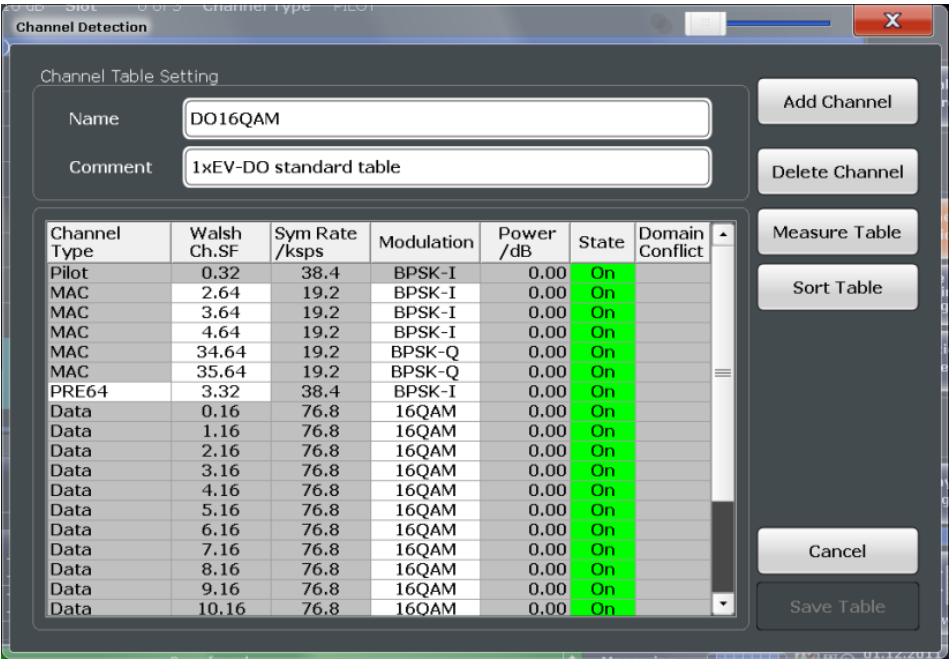 Slot 0 of 3 Channel Type PILOT
Channel Detection
X
Channel Table Setting
Name DO16QAM
Comment 1xEV-DO standard table
Add Channel
Delete Channel
Measure Table
Sort Table
Channel Type Walsh Ch.SF Sym Rate /ksps Modulation Power /dB State Domain Conflict
Pilot 0.32 38.4 BPSK-I 0.00 On
MAC 2.64 19.2 BPSK-I 0.00 On
MAC 3.64 19.2 BPSK-I 0.00 On
MAC 4.64 19.2 BPSK-I 0.00 On
MAC 34.64 19.2 BPSK-Q 0.00 On
MAC 35.64 19.2 BPSK-Q 0.00 On
PRE64 3.32 38.4 BPSK-I 0.00 On
Data 0.16 76.8 16QAM 0.00 On
Data 1.16 76.8 16QAM 0.00 On
Data 2.16 76.8 16QAM 0.00 On
Data 3.16 76.8 16QAM 0.00 On
Data 4.16 76.8 16QAM 0.00 On
Data 5.16 76.8 16QAM 0.00 On
Data 6.16 76.8 16QAM 0.00 On
Data 7.16 76.8 16QAM 0.00 On
Data 8.16 76.8 16QAM 0.00 On
Data 9.16 76.8 16QAM 0.00 On
Data 10.16 76.8 16QAM 0.00 On
Cancel
Save Table